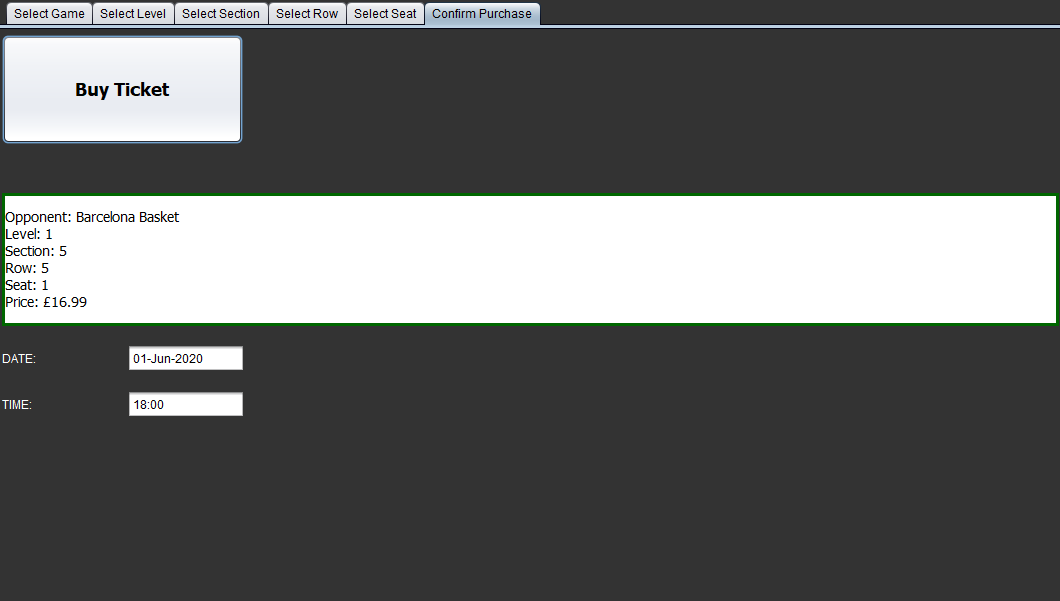 Select Game Select Level Select Section Select Row Select Seat Confirm Purchase
Buy Ticket
Opponent: Barcelona Basket
Level: 1
Section: 5
Row: 5
Seat: 1
Price: £16.99
DATE: 01-Jun-2020
TIME: 18:00